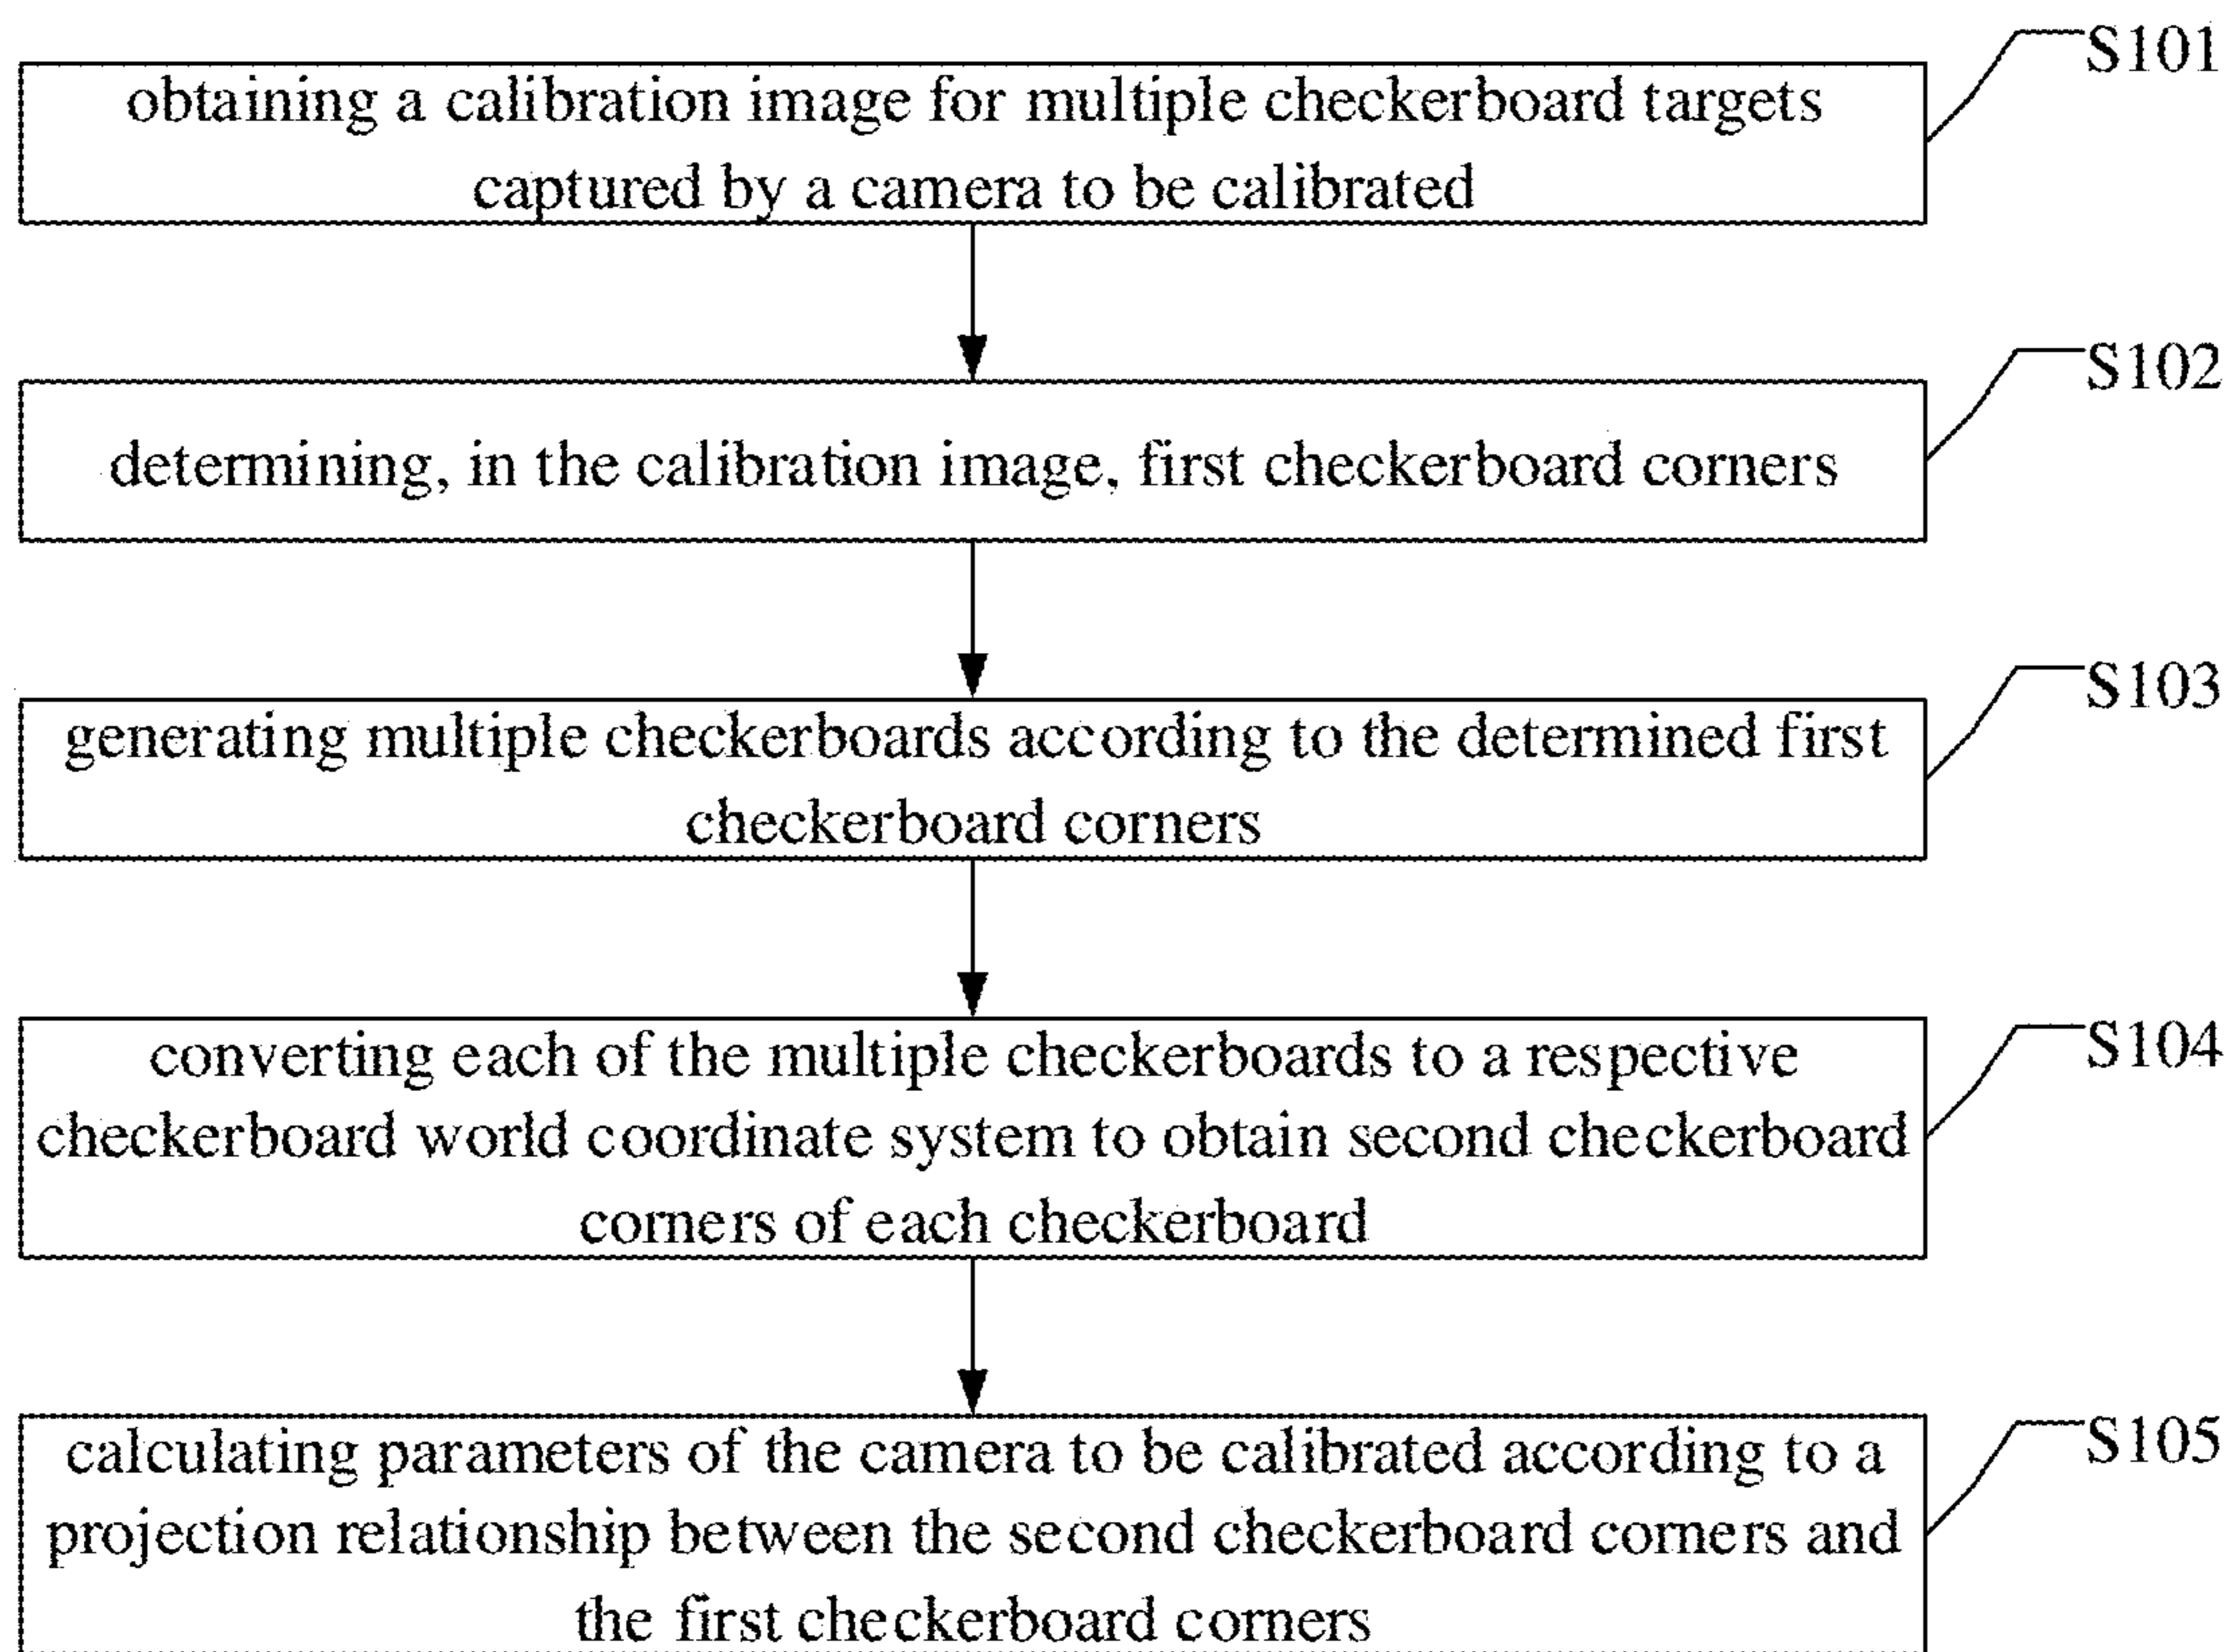 S101
obtaining a calibration image for multiple checkerboard targets
captured by a camera to be calibrated
S102
determining, in the calibration image, first checkerboard corners
S103
generating multiple checkerboards according to the determined first
checkerboard corners
S104
converting each of the multiple checkerboards to a respective
checkerboard world coordinate system to obtain second checkerboard
corners of each checkerboard
S105
calculating parameters of the camera to be calibrated according to a
projection relationship between the second checkerboard corners and
the first checkerboard corners